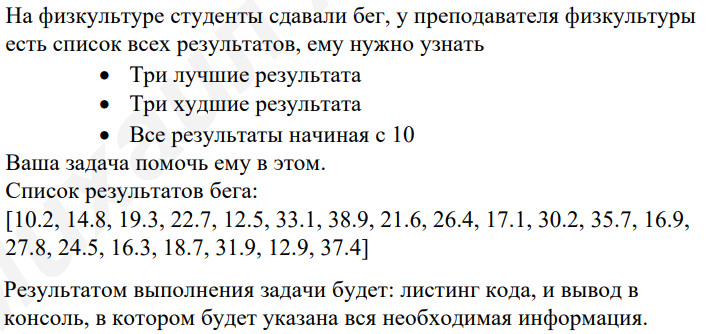 На физкультуре студенты сдавали бег, у преподавателя физкультуры
есть список всех результатов, ему нужно узнать
• Три лучшие результата
• Три худшие результата
• Все результаты начиная с 10
Ваша задача помочь ему в этом.
Список результатов бега:
[10.2, 14.8, 19.3, 22.7, 12.5, 33.1, 38.9, 21.6, 26.4, 17.1, 30.2, 35.7, 16.9,
27.8, 24.5, 16.3, 18.7, 31.9, 12.9, 37.4]
Результатом выполнения задачи будет: листинг кода, и вывод в
консоль, в котором будет указана вся необходимая информация.